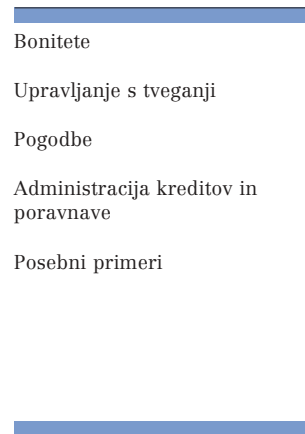 Bonitete
Upravljanje s tveganji
Pogodbe
Administracija kreditov in
poravnave
Posebni primeri